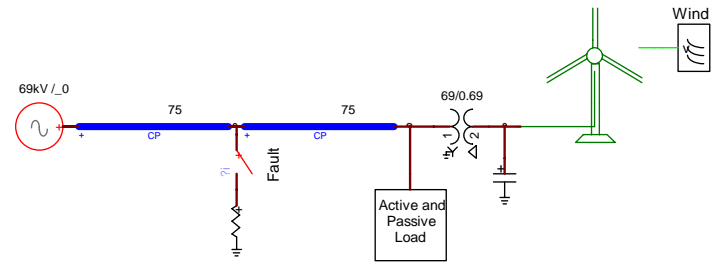 Wind
69kV /_0
75
75
69/0.69
+
+
CP
+
CP
1
2
+
?i
Fault
+
+
Active and
Passive
Load